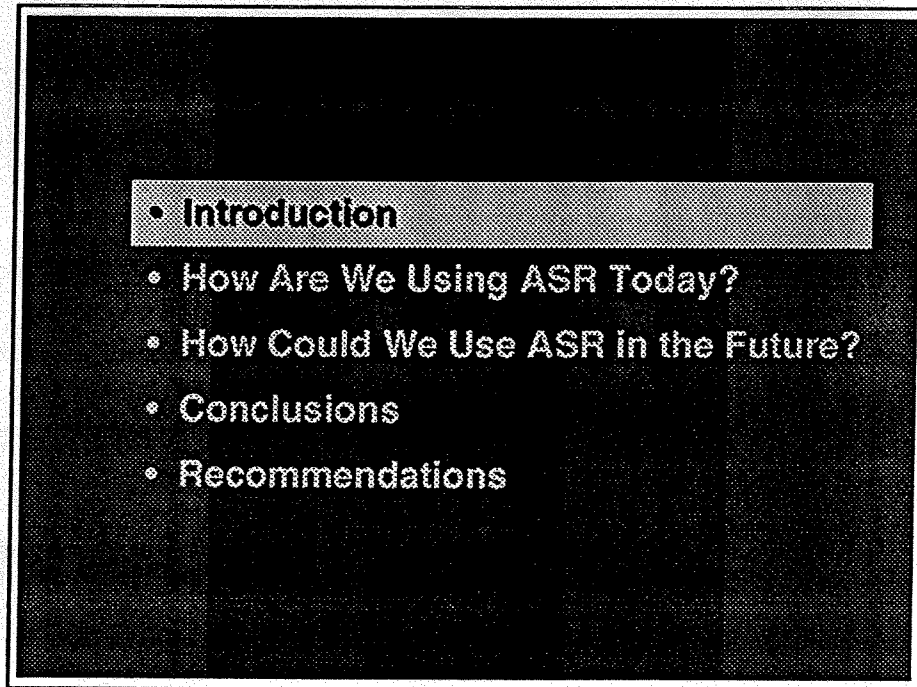 • Introduction
• How Are We Using ASR Today?
• How Could We Use ASR in the Future?
• Conclusions
• Recommendations